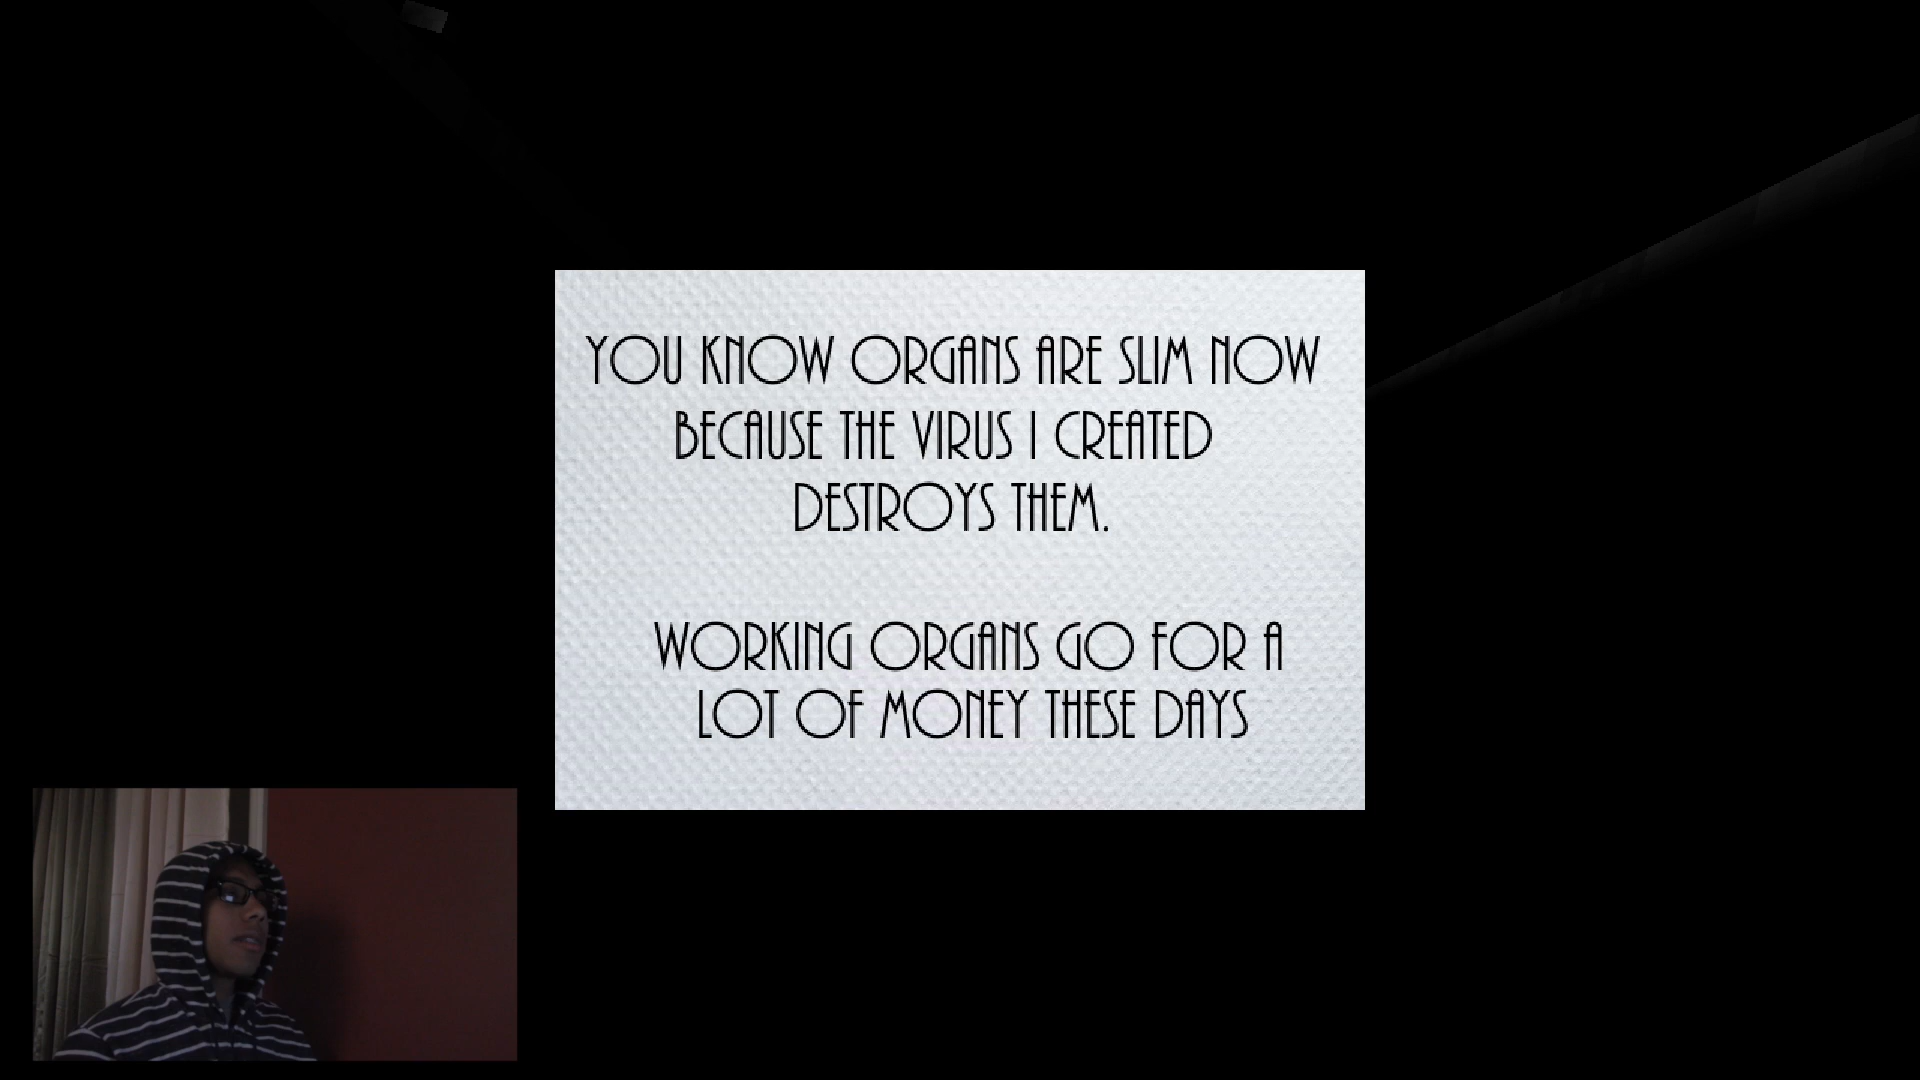 YOU KNOW ORGANS ARE SLIM NOW
BECAUSE THE VIRUS I CREATED
DESTROYS THEM.
WORKING ORGANS GO FOR A
LOT OF MONEY THESE DAYS